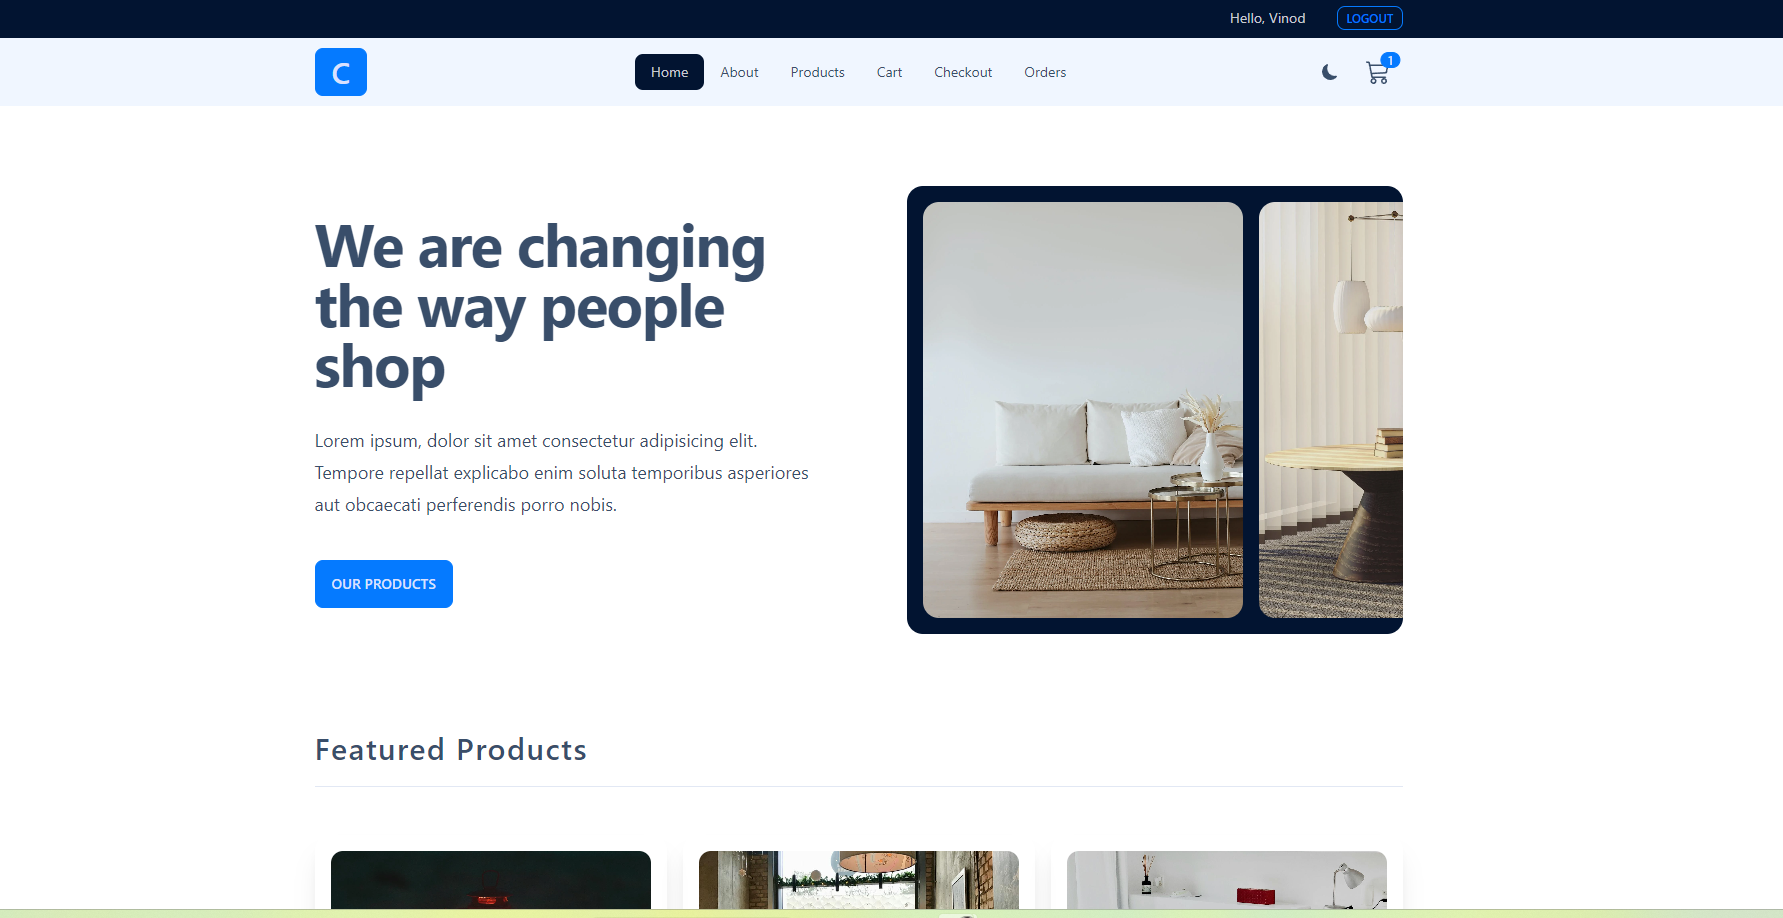 Hello, Vinod
LOGOUT
C
Home
About
Products
Cart
Checkout
Orders
1
We are changing
the way people
shop
Lorem ipsum, dolor sit amet consectetur adipisicing elit.
Tempore repellat explicabo enim soluta temporibus asperiores
aut obcaecati perferendis porro nobis.
OUR PRODUCTS
Featured Products